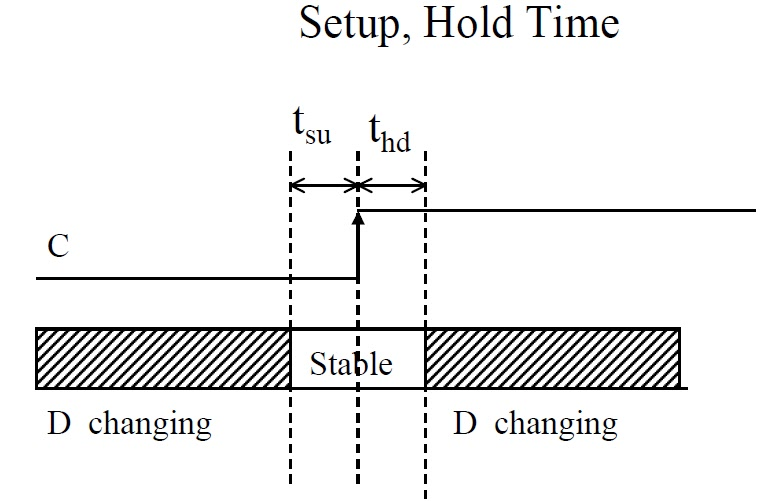 Setup, Hold Time
tsu thd
C
Stable
D changing D changing